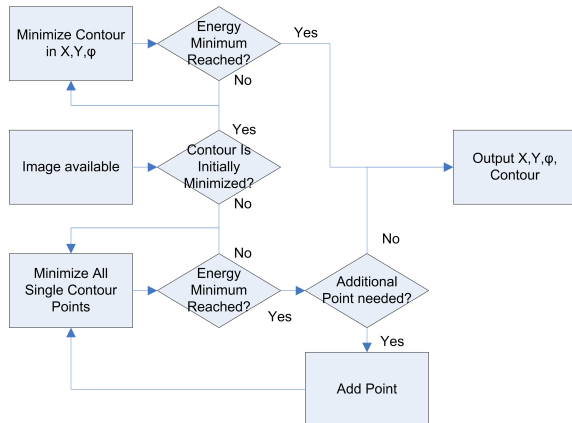 Minimize Contour
in X,Y,φ
Energy
Minimum
Reached?
Yes
No
Yes
Image available
Contour Is
Initially
Minimized?
Output X,Y,φ,
Contour
No
No
No
Minimize All
Single Contour
Points
Energy
Minimum
Reached?
Additional
Point needed?
Yes
Yes
Add Point